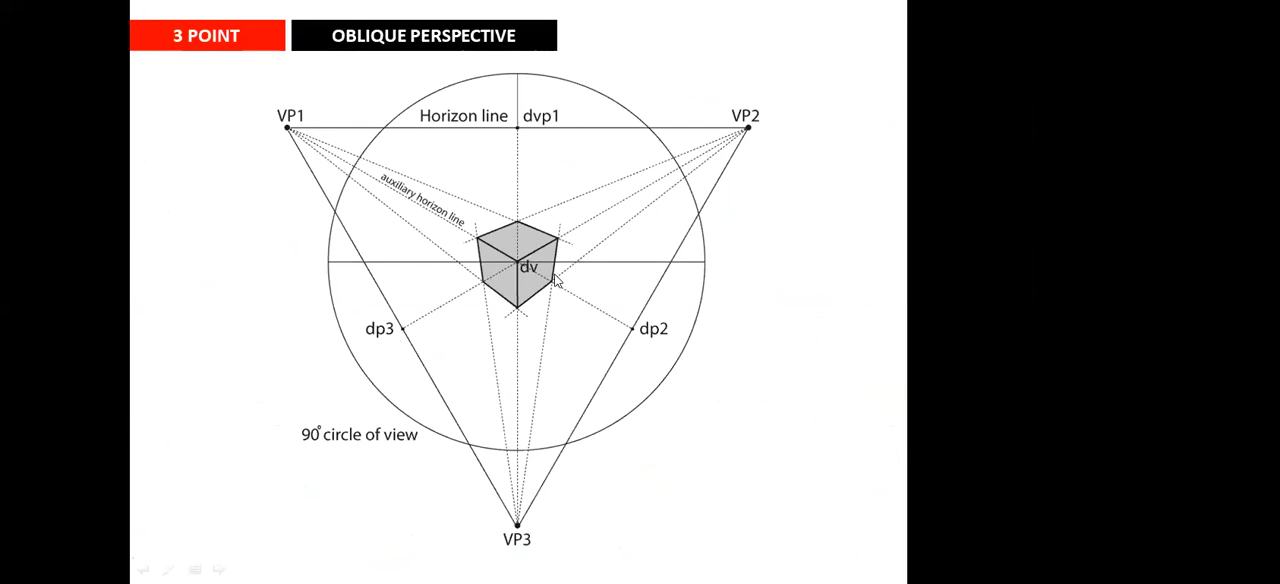 3 POINT
OBLIQUE PERSPECTIVE
VP1
Horizon line
dvp1
VP2
auxiliary horizon line
dv
dp3
dp2
90° circle of view
VP3